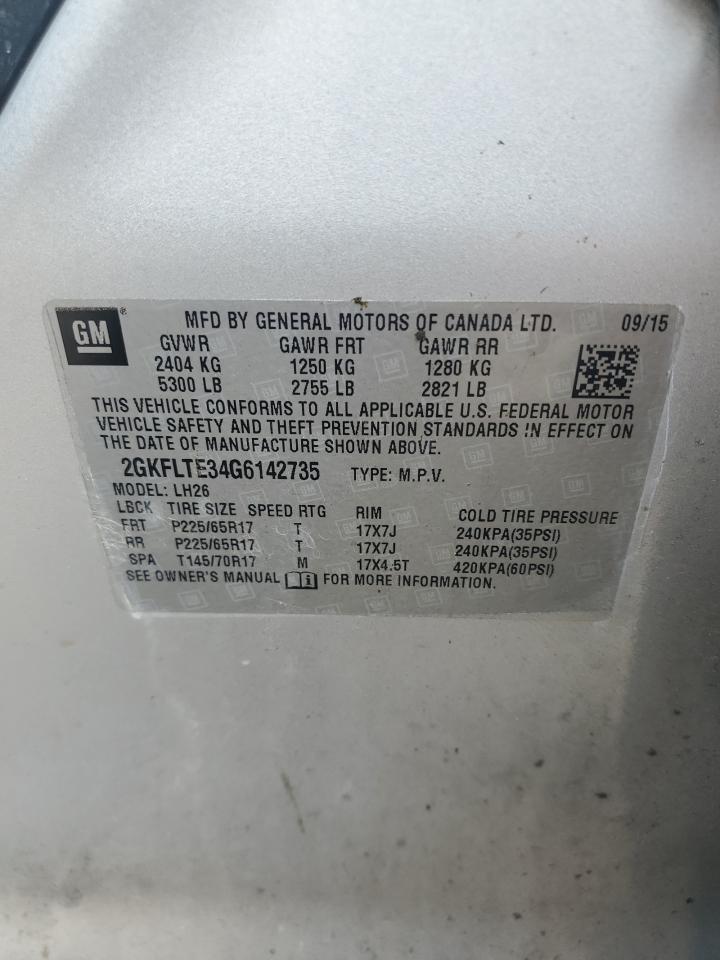 GM ®
MFD BY GENERAL MOTORS OF CANADA LTD. 09/15
GVWR GAWR FRT GAWR RR
2404 KG 1250 KG 1280 KG
5300 LB 2755 LB 2821 LB
THIS VEHICLE CONFORMS TO ALL APPLICABLE U.S. FEDERAL MOTOR
VEHICLE SAFETY AND THEFT PREVENTION STANDARDS IN EFFECT ON
THE DATE OF MANUFACTURE SHOWN ABOVE.
2GKFLTE34G6142735 TYPE: M.P.V.
MODEL: LH26
LBCK TIRE SIZE SPEED RTG RIM COLD TIRE PRESSURE
FRT P225/65R17 T 17X7J 240KPA(35PSI)
RR P225/65R17 T 17X7J 240KPA(35PSI)
SPA T145/70R17 M 17X4.5T 420KPA(60PSI)
SEE OWNER'S MANUAL i FOR MORE INFORMATION.